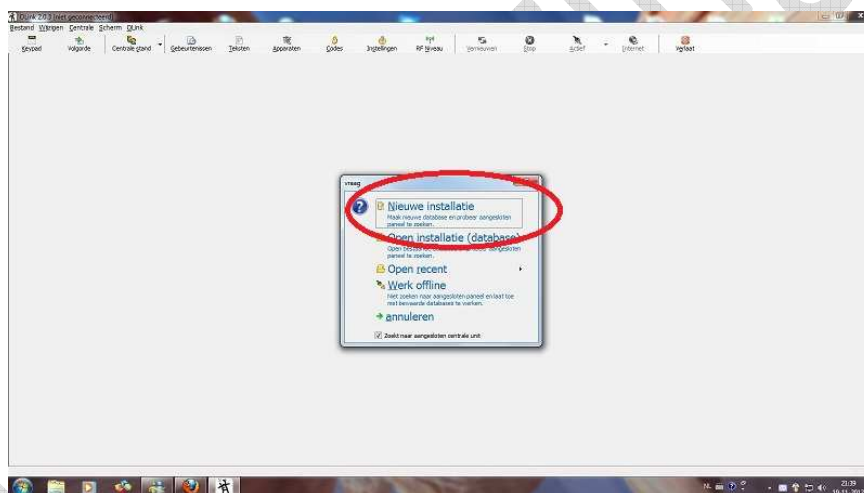 OLink 2.0.3 (niet geconnecteerd)
Bestand Wijzigen Centrale Scherm OLink
Keypad Volgorde Centrale stand Gebeurtenissen Teksten Apparaten Codes Instellingen RF Niveau Vernieuwen Stop Actief Internet Verlaat
vraag
Nieuwe installatie
Maak nieuwe database en probeer aangesloten
paneel te zoeken.
Open installatie (database)
paneel te zoeken.
Open recent
Werk offline
Niet zoeken naar aangesloten paneel en laat toe
met bewaarde databases te werken.
annuleren
Zoekt naar aangesloten centrale unit
NL
21:39